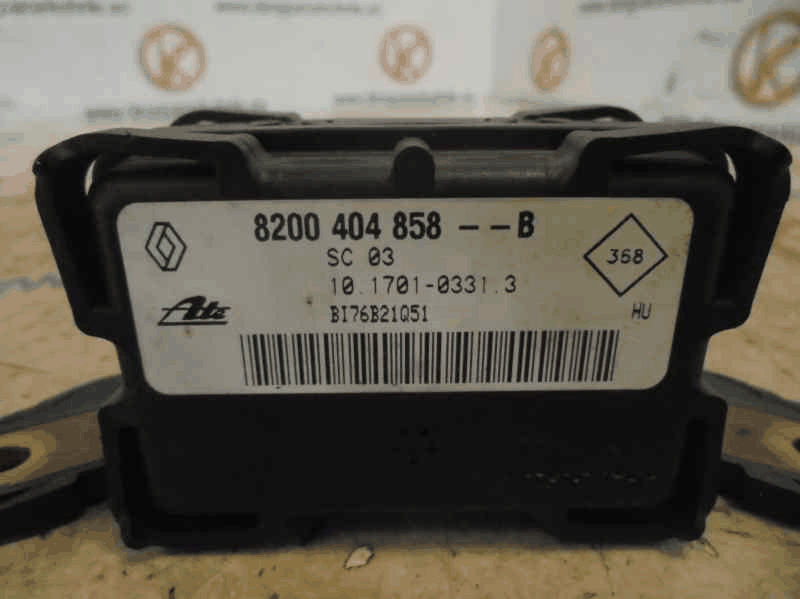 8200 404 858 --B
SC 03
368
10.1701-0331.3
Ate
BI76B21Q51
HU